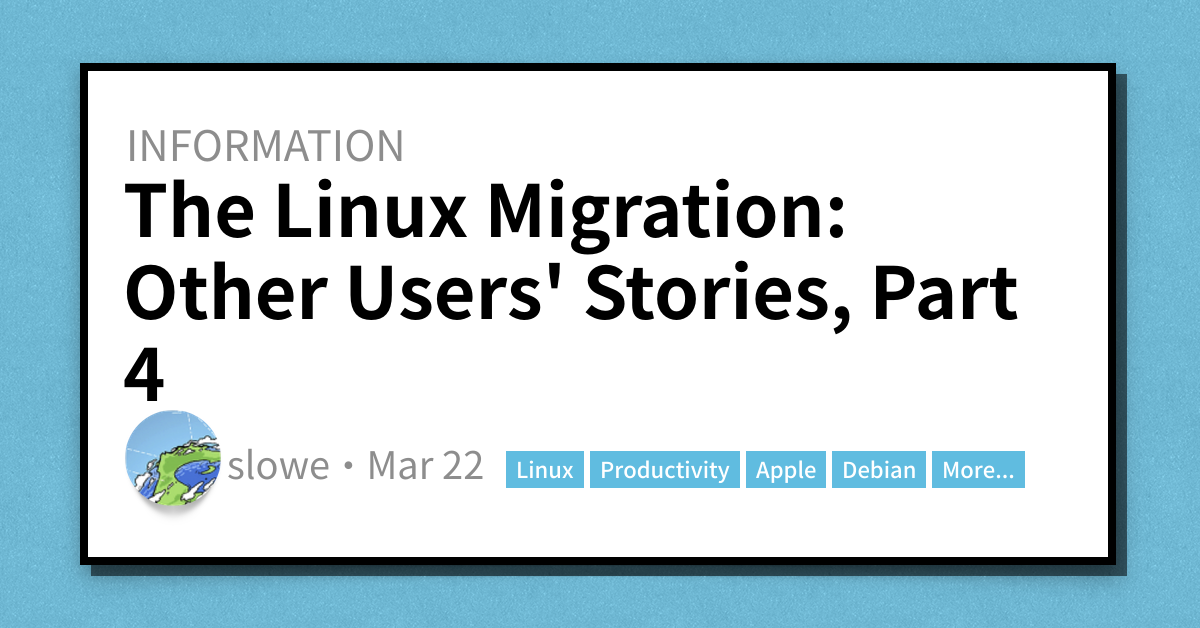 INFORMATION
The Linux Migration:
Other Users' Stories, Part
4
slowe • Mar 22 Linux Productivity Apple Debian More...